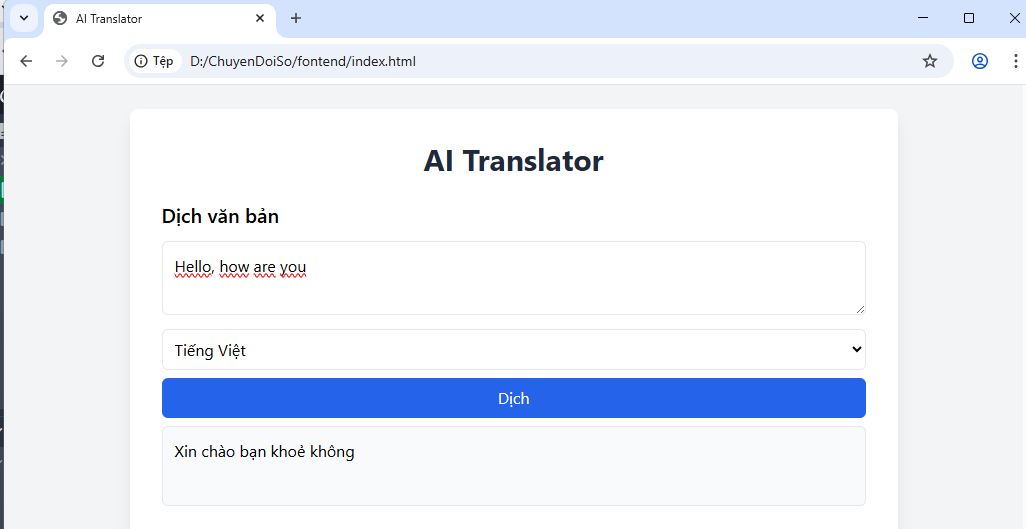 AI Translator
Tệp D:/ChuyenDoiSo/fontend/index.html
AI Translator
Dịch văn bản
Hello, how are you
Tiếng Việt
Dịch
Xin chào bạn khoẻ không